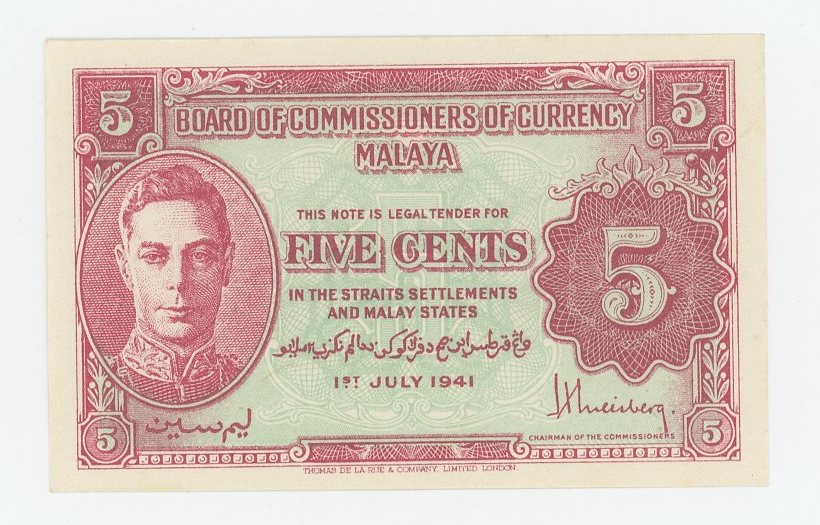 5 5
BOARD OF COMMISSIONERS OF CURRENCY
MALAYA
THIS NOTE IS LEGAL TENDER FOR
FIVE CENTS
5
IN THE STRAITS SETTLEMENTS
AND MALAY STATES
1ST JULY 1941
ليم سين
CHAIRMAN OF THE COMMISSIONERS
5 5
THOMAS DE LA RUE & COMPANY, LIMITED LONDON.